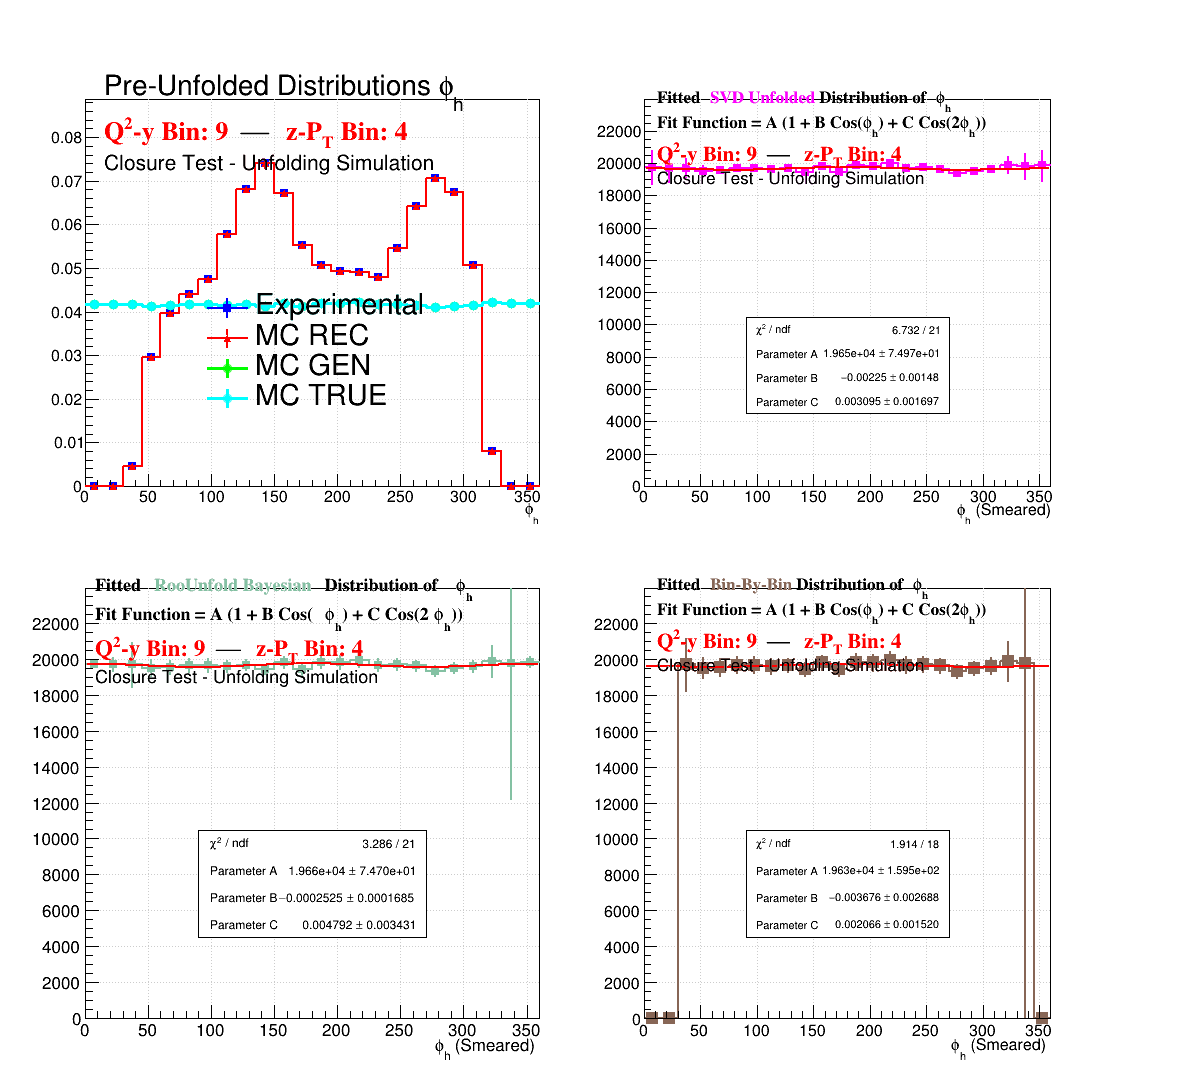 Pre-Unfolded Distributions ϕh
Q²-y Bin: 9 — z-PT Bin: 4
Closure Test - Unfolding Simulation
0.08
0.07
0.06
0.05
0.04
0.03
0.02
0.01
0
Experimental
MC REC
MC GEN
MC TRUE
0 50 100 150 200 250 300 350
ϕh
Fitted SVD Unfolded Distribution of ϕh
Fit Function = A (1 + B Cos(ϕh) + C Cos(2ϕh))
Q²-y Bin: 9 — z-PT Bin: 4
Closure Test - Unfolding Simulation
22000
20000
18000
16000
14000
12000
10000
8000
6000
4000
2000
0
χ² / ndf 6.732 / 21
Parameter A 1.965e+04 ± 7.497e+01
Parameter B −0.00225 ± 0.00148
Parameter C 0.003095 ± 0.001697
0 50 100 150 200 250 300 350
ϕh (Smeared)
Fitted RooUnfold Bayesian Distribution of ϕh
Fit Function = A (1 + B Cos( ϕh) + C Cos(2 ϕh))
Q²-y Bin: 9 — z-PT Bin: 4
Closure Test - Unfolding Simulation
22000
20000
18000
16000
14000
12000
10000
8000
6000
4000
2000
0
χ² / ndf 3.286 / 21
Parameter A 1.966e+04 ± 7.470e+01
Parameter B −0.0002525 ± 0.0001685
Parameter C 0.004792 ± 0.003431
0 50 100 150 200 250 300 350
ϕh (Smeared)
Fitted Bin-By-Bin Distribution of ϕh
Fit Function = A (1 + B Cos(ϕh) + C Cos(2ϕh))
Q²-y Bin: 9 — z-PT Bin: 4
Closure Test - Unfolding Simulation
22000
20000
18000
16000
14000
12000
10000
8000
6000
4000
2000
0
χ² / ndf 1.914 / 18
Parameter A 1.963e+04 ± 1.595e+02
Parameter B −0.003676 ± 0.002688
Parameter C 0.002066 ± 0.001520
0 50 100 150 200 250 300 350
ϕh (Smeared)